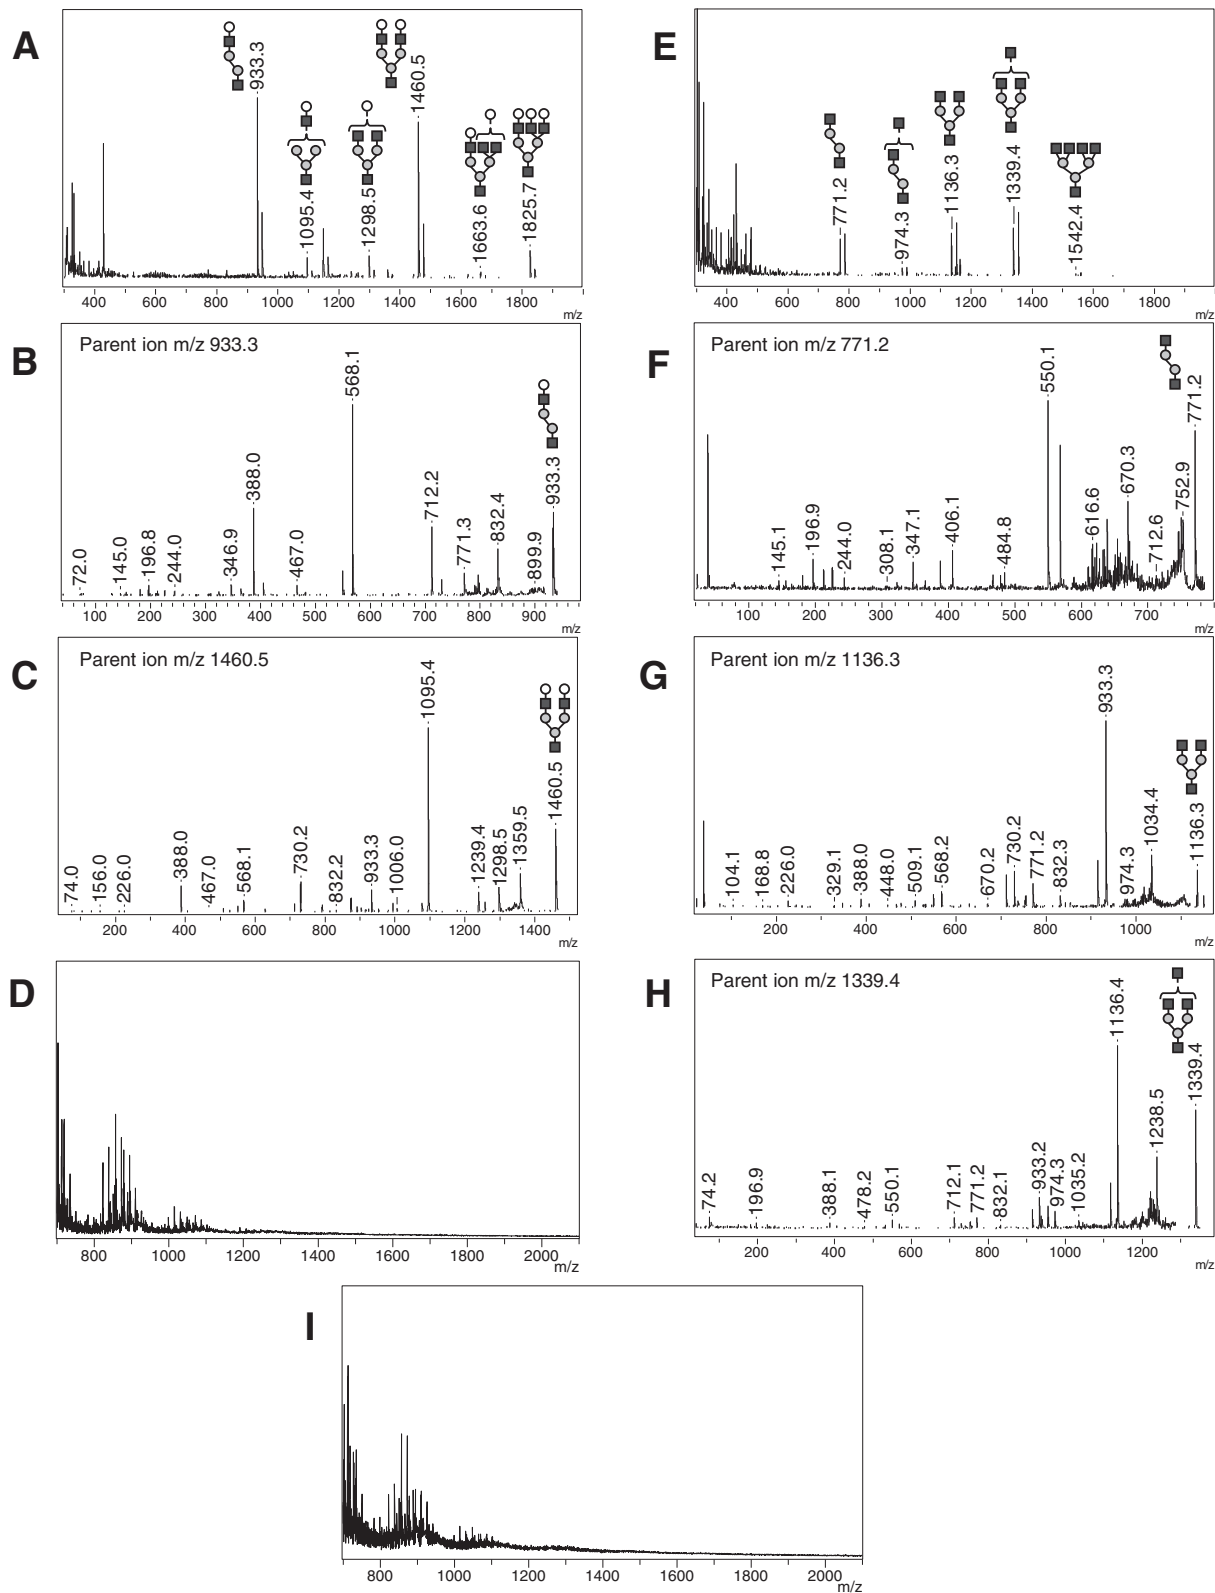 A
933.3
1095.4
1298.5
1460.5
1663.6
1825.7
400 600 800 1000 1200 1400 1600 1800
m/z
E
771.2
974.3
1136.3
1339.4
1542.4
400 600 800 1000 1200 1400 1600 1800
m/z
B
Parent ion m/z 933.3
72.0
145.0
196.8
244.0
346.9
388.0
467.0
568.1
712.2
771.3
832.4
899.9
933.3
100 200 300 400 500 600 700 800 900
m/z
F
Parent ion m/z 771.2
145.1
196.9
244.0
308.1
347.1
406.1
484.8
550.1
616.6
670.3
712.6
752.9
771.2
100 200 300 400 500 600 700
m/z
C
Parent ion m/z 1460.5
74.0
156.0
226.0
388.0
467.0
568.1
730.2
832.2
933.3
1006.0
1095.4
1239.4
1298.5
1359.5
1460.5
200 400 600 800 1000 1200 1400
m/z
G
Parent ion m/z 1136.3
104.1
168.8
226.0
329.1
388.0
448.0
509.1
568.2
670.2
730.2
771.2
832.3
933.3
974.3
1034.4
1136.3
200 400 600 800 1000
m/z
D
800 1000 1200 1400 1600 1800 2000
m/z
H
Parent ion m/z 1339.4
74.2
196.9
388.1
478.2
550.1
712.1
771.2
832.1
933.2
974.3
1035.2
1136.4
1238.5
1339.4
200 400 600 800 1000 1200
m/z
I
800 1000 1200 1400 1600 1800 2000
m/z